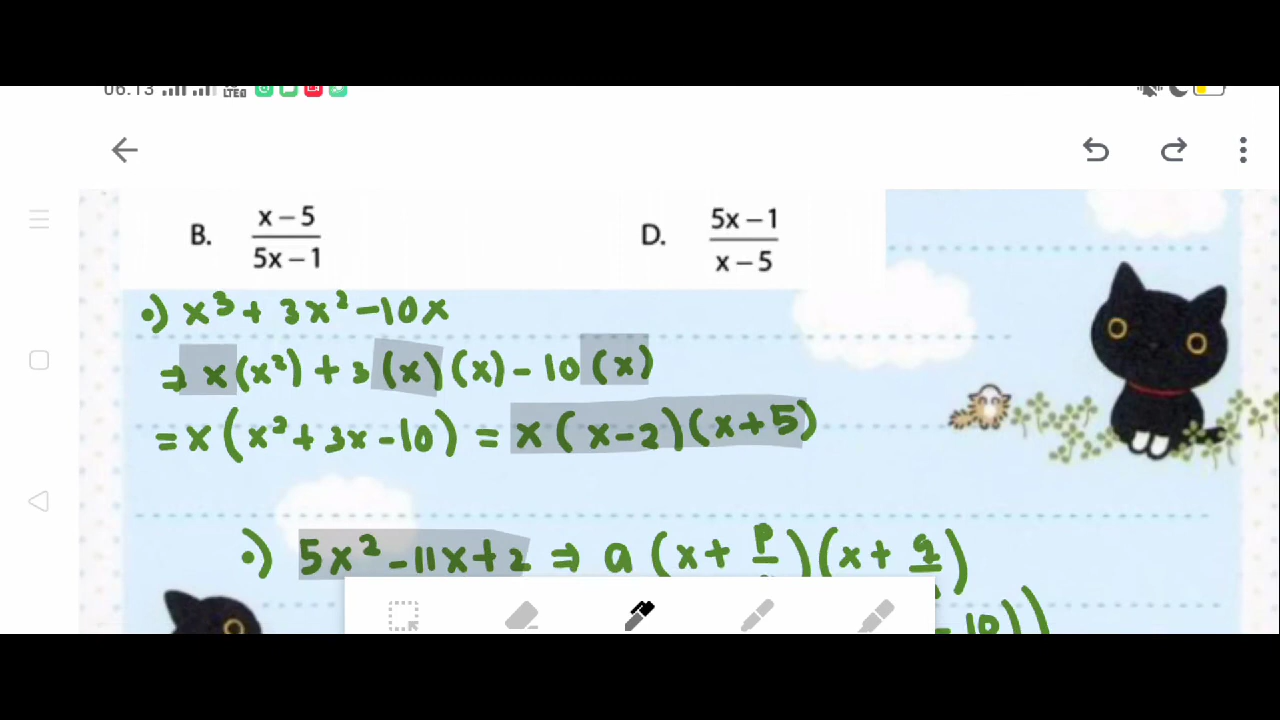 06.13
B. x – 5 / 5x – 1
D. 5x – 1 / x – 5
•) x³ + 3x² - 10x
⇒ x(x²) + 3(x)(x) - 10(x)
= x(x² + 3x - 10) = x(x-2)(x+5)
•) 5x² - 11x + 2 ⇒ a(x + p/
)(x + q/
)
- 10))